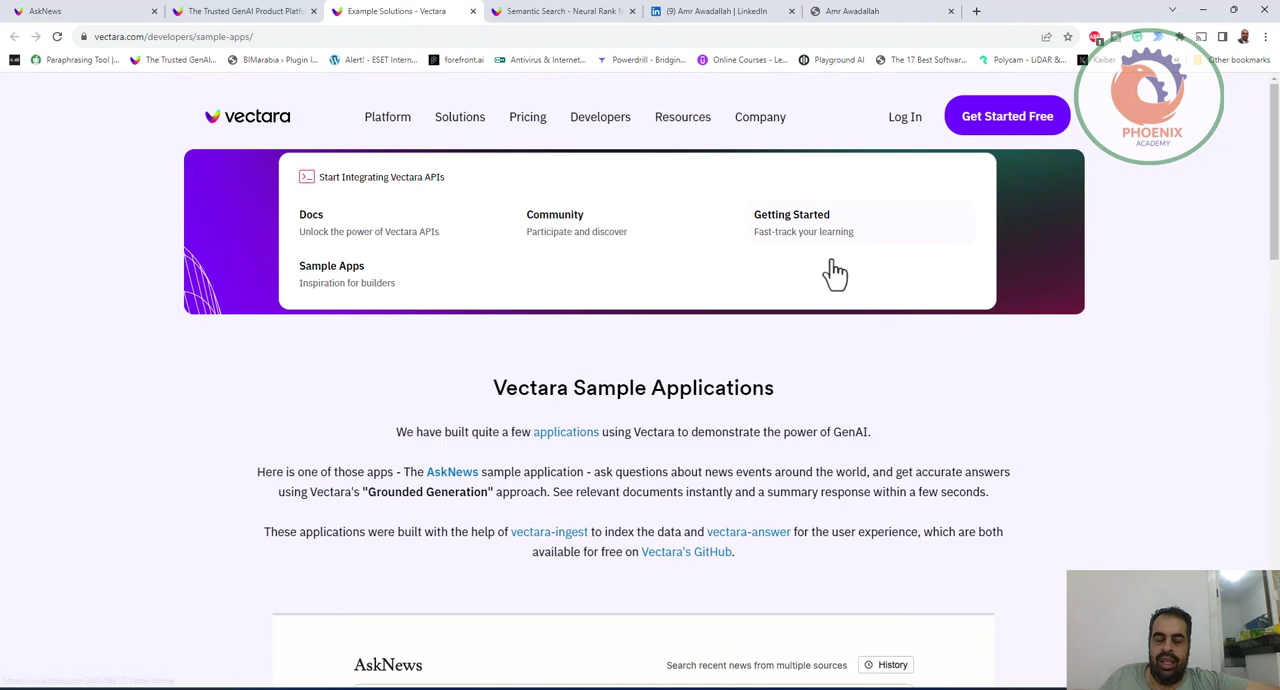 AskNews
The Trusted GenAI Product Platf
Example Solutions - Vectara
Semantic Search - Neural Rank M
(9) Amr Awadallah | LinkedIn
Amr Awadallah
vectara.com/developers/sample-apps/
Paraphrasing Tool |...
The Trusted GenAI...
BIMarabia › Plugin I...
Alert! - ESET Intern...
forefront.ai
Antivirus & Internet...
Powerdrill - Bridgin...
Online Courses - Le...
Playground AI
The 17 Best Softwar...
Polycam - LiDAR &...
Kaiber
Other bookmarks
PHOENIX
ACADEMY
vectara
Platform
Solutions
Pricing
Developers
Resources
Company
Log In
Get Started Free
Start Integrating Vectara APIs
Docs
Unlock the power of Vectara APIs
Community
Participate and discover
Getting Started
Fast-track your learning
Sample Apps
Inspiration for builders
Vectara Sample Applications
We have built quite a few applications using Vectara to demonstrate the power of GenAI.
Here is one of those apps - The AskNews sample application - ask questions about news events around the world, and get accurate answers
using Vectara's "Grounded Generation" approach. See relevant documents instantly and a summary response within a few seconds.
These applications were built with the help of vectara-ingest to index the data and vectara-answer for the user experience, which are both
available for free on Vectara's GitHub.
AskNews
Search recent news from multiple sources
History